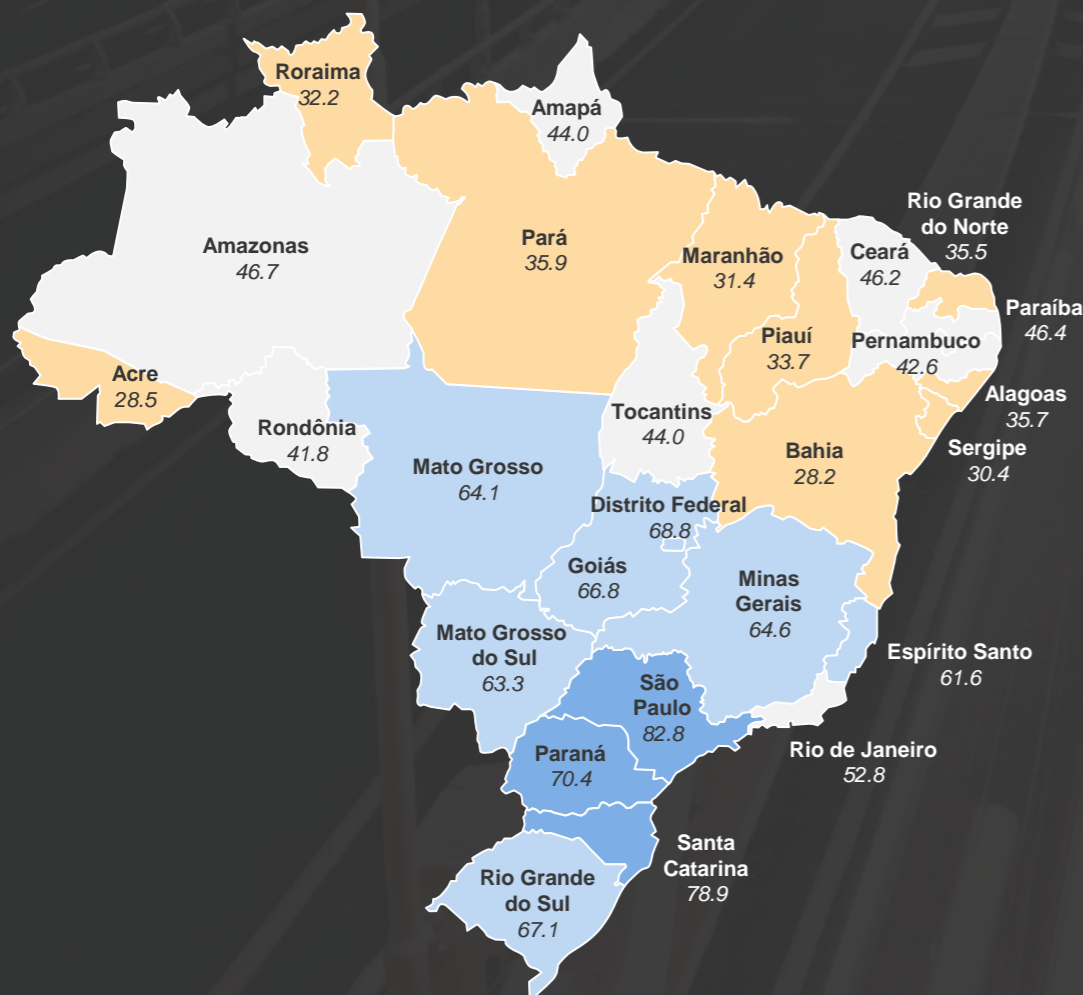 Roraima
32.2
Amapá
44.0
Rio Grande
do Norte
35.5
Amazonas
46.7
Pará
35.9
Maranhão
31.4
Ceará
46.2
Paraíba
46.4
Piauí
33.7
Pernambuco
42.6
Acre
28.5
Alagoas
35.7
Rondônia
41.8
Tocantins
44.0
Sergipe
30.4
Bahia
28.2
Mato Grosso
64.1
Distrito Federal
68.8
Goiás
66.8
Minas
Gerais
64.6
Mato Grosso
do Sul
63.3
Espírito Santo
61.6
São
Paulo
82.8
Rio de Janeiro
52.8
Paraná
70.4
Santa
Catarina
78.9
Rio Grande
do Sul
67.1